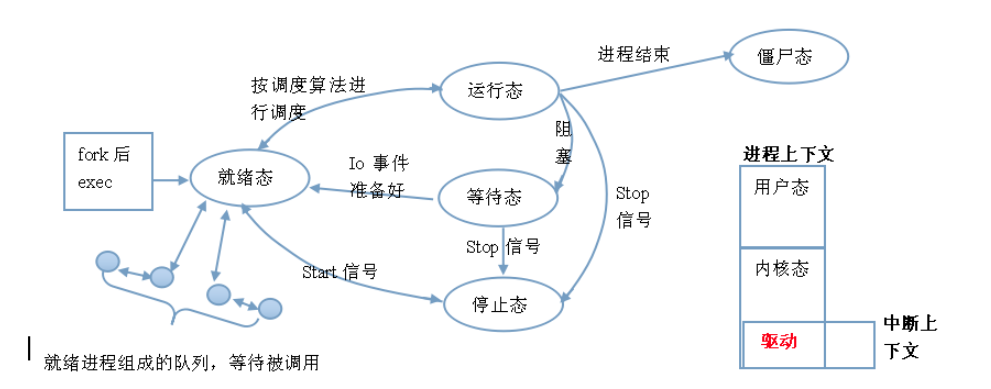 进程结束
僵尸态
按调度算法进
行调度
运行态
阻
塞
fork 后
exec
就绪态
Io 事件
准备好
等待态
Stop
信号
进程上下文
用户态
Stop 信号
Start 信号
停止态
内核态
驱动
中断上
下文
就绪进程组成的队列，等待被调用